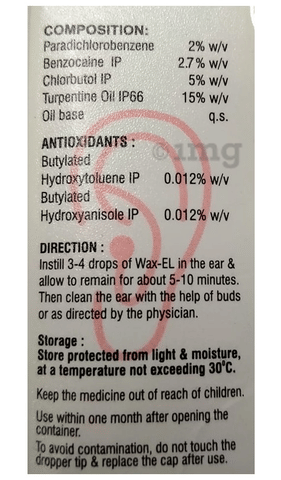 COMPOSITION:
Paradichlorobenzene 2% w/v
Benzocaine IP 2.7% w/v
Chlorbutol IP 5% w/v
Turpentine Oil IP66 15% w/v
Oil base q.s.
ANTIOXIDANTS :
Butylated
Hydroxytoluene IP 0.012% w/v
Butylated
Hydroxyanisole IP 0.012% w/v
1mg
DIRECTION :
Instill 3-4 drops of Wax-EL in the ear &
allow to remain for about 5-10 minutes.
Then clean the ear with the help of buds
or as directed by the physician.
Storage :
Store protected from light & moisture,
at a temperature not exceeding 30°C.
Keep the medicine out of reach of children.
Use within one month after opening the
container.
To avoid contamination, do not touch the
dropper tip & replace the cap after use.